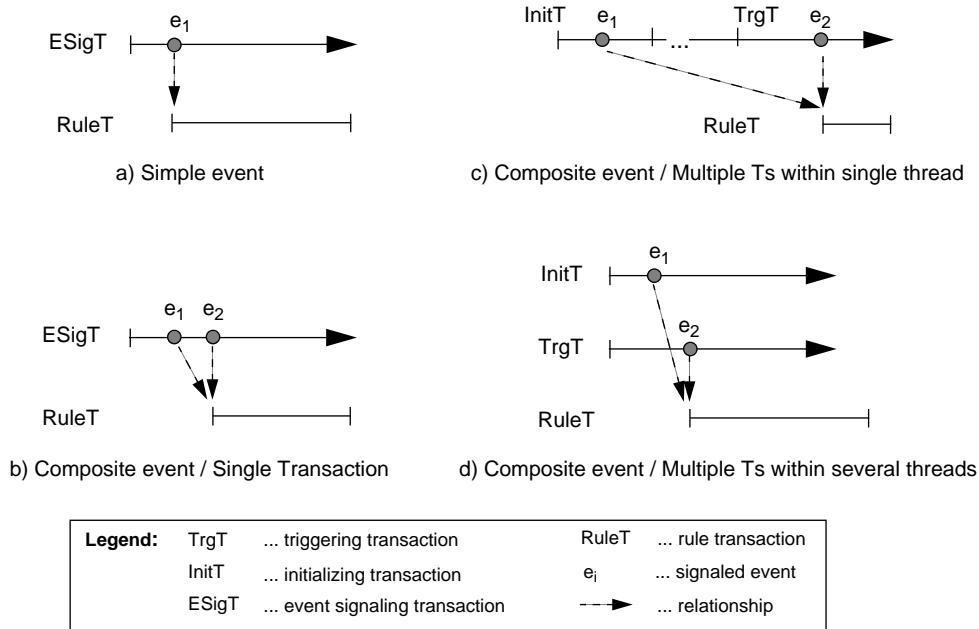 e1
ESigT
RuleT
a) Simple event
InitT e1 ... TrgT e2
RuleT
c) Composite event / Multiple Ts within single thread
e1 e2
ESigT
RuleT
b) Composite event / Single Transaction
e1
InitT
e2
TrgT
RuleT
d) Composite event / Multiple Ts within several threads
Legend: TrgT ... triggering transaction RuleT ... rule transaction
InitT ... initializing transaction ei ... signaled event
ESigT ... event signaling transaction ... relationship